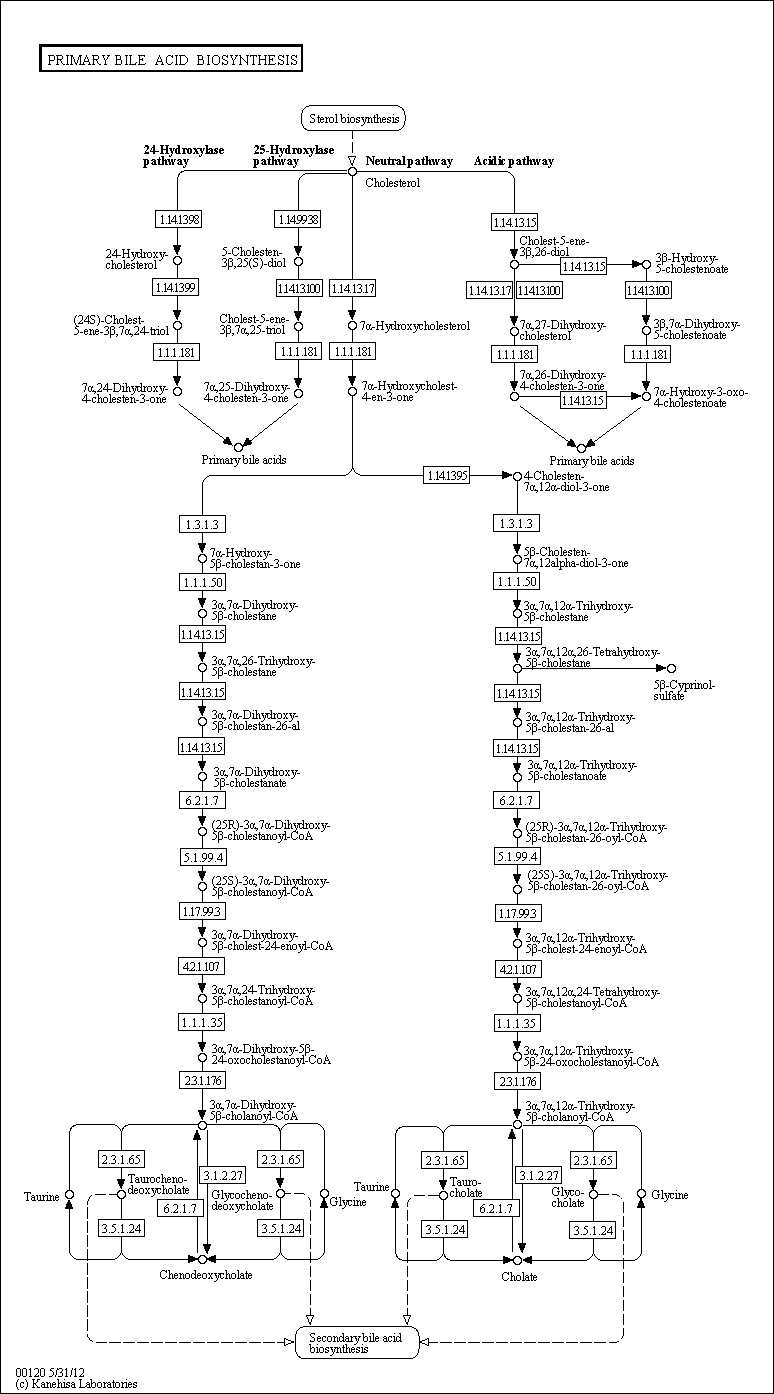 PRIMARY BILE ACID BIOSYNTHESIS
Sterol biosynthesis
24-Hydroxylase
pathway
25-Hydroxylase
pathway
Neutral pathway
Acidic pathway
Cholesterol
1.14.13.98
1.14.99.38
1.14.13.15
24-Hydroxy-
cholesterol
5-Cholesten-
3β,25(S)-diol
Cholest-5-ene-
3β,26-diol
1.14.13.15
3β-Hydroxy-
5-cholestenoate
1.14.13.99
1.14.13.100
1.14.13.17
1.14.13.17
1.14.13.100
1.14.13.100
(24S)-Cholest-
5-ene-3β,7α,24-triol
Cholest-5-ene-
3β,7α,25-triol
7α-Hydroxycholesterol
7α,27-Dihydroxy-
cholesterol
3β,7α-Dihydroxy-
5-cholestenoate
1.1.1.181
1.1.1.181
1.1.1.181
1.1.1.181
1.1.1.181
7α,24-Dihydroxy-
4-cholesten-3-one
7α,25-Dihydroxy-
4-cholesten-3-one
7α-Hydroxycholest-
4-en-3-one
7α,26-Dihydroxy-
4-cholesten-3-one
1.14.13.15
7α-Hydroxy-3-oxo-
4-cholestenoate
Primary bile acids
Primary bile acids
1.14.13.95
4-Cholesten-
7α,12α-diol-3-one
1.3.1.3
7α-Hydroxy-
5β-cholestan-3-one
1.1.1.50
3α,7α-Dihydroxy-
5β-cholestane
1.14.13.15
3α,7α,26-Trihydroxy-
5β-cholestane
1.14.13.15
3α,7α-Dihydroxy-
5β-cholestan-26-al
1.14.13.15
3α,7α-Dihydroxy-
5β-cholestanate
6.2.1.7
(25R)-3α,7α-Dihydroxy-
5β-cholestanoyl-CoA
5.1.99.4
(25S)-3α,7α-Dihydroxy-
5β-cholestanoyl-CoA
1.17.99.3
3α,7α-Dihydroxy-
5β-cholest-24-enoyl-CoA
4.2.1.107
3α,7α,24-Trihydroxy-
5β-cholestanoyl-CoA
1.1.1.35
3α,7α-Dihydroxy-5β-
24-oxocholestanoyl-CoA
2.3.1.176
3α,7α-Dihydroxy-
5β-cholanoyl-CoA
1.3.1.3
5β-Cholesten-
7α,12alpha-diol-3-one
1.1.1.50
3α,7α,12α-Trihydroxy-
5β-cholestane
1.14.13.15
3α,7α,12α,26-Tetrahydroxy-
5β-cholestane
5β-Cyprinol-
sulfate
1.14.13.15
3α,7α,12α-Trihydroxy-
5β-cholestan-26-al
1.14.13.15
3α,7α,12α-Trihydroxy-
5β-cholestanoate
6.2.1.7
(25R)-3α,7α,12α-Trihydroxy-
5β-cholestan-26-oyl-CoA
5.1.99.4
(25S)-3α,7α,12α-Trihydroxy-
5β-cholestan-26-oyl-CoA
1.17.99.3
3α,7α,12α-Trihydroxy-
5β-cholest-24-enoyl-CoA
4.2.1.107
3α,7α,12α,24-Tetrahydroxy-
5β-cholestanoyl-CoA
1.1.1.35
3α,7α,12α-Trihydroxy-
5β-24-oxocholestanoyl-CoA
2.3.1.176
3α,7α,12α-Trihydroxy-
5β-cholanoyl-CoA
2.3.1.65
3.1.2.27
2.3.1.65
Taurine
Taurocheno-
deoxycholate
Glycocheno-
deoxycholate
Glycine
6.2.1.7
3.5.1.24
3.5.1.24
Chenodeoxycholate
2.3.1.65
3.1.2.27
2.3.1.65
Taurine
Tauro-
cholate
Glyco-
cholate
Glycine
6.2.1.7
3.5.1.24
3.5.1.24
Cholate
Secondary bile acid
biosynthesis
00120 5/31/12
(c) Kanehisa Laboratories